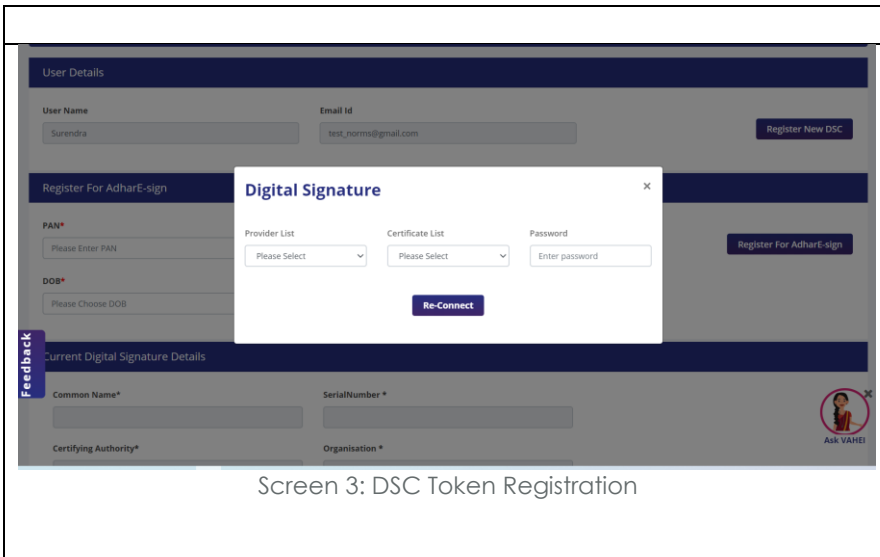 User Details
User Name
Email Id
Surendra
test_norms@gmail.com
Register New DSC
Register For AdharE-sign
Digital Signature
×
PAN*
Provider List
Certificate List
Password
Please Enter PAN
Please Select
Please Select
Enter password
Register For AdharE-sign
DOB*
Please Choose DOB
Re-Connect
Feedback
Current Digital Signature Details
Common Name*
SerialNumber *
×
Ask VAHEI
Certifying Authority*
Organisation *
Screen 3: DSC Token Registration